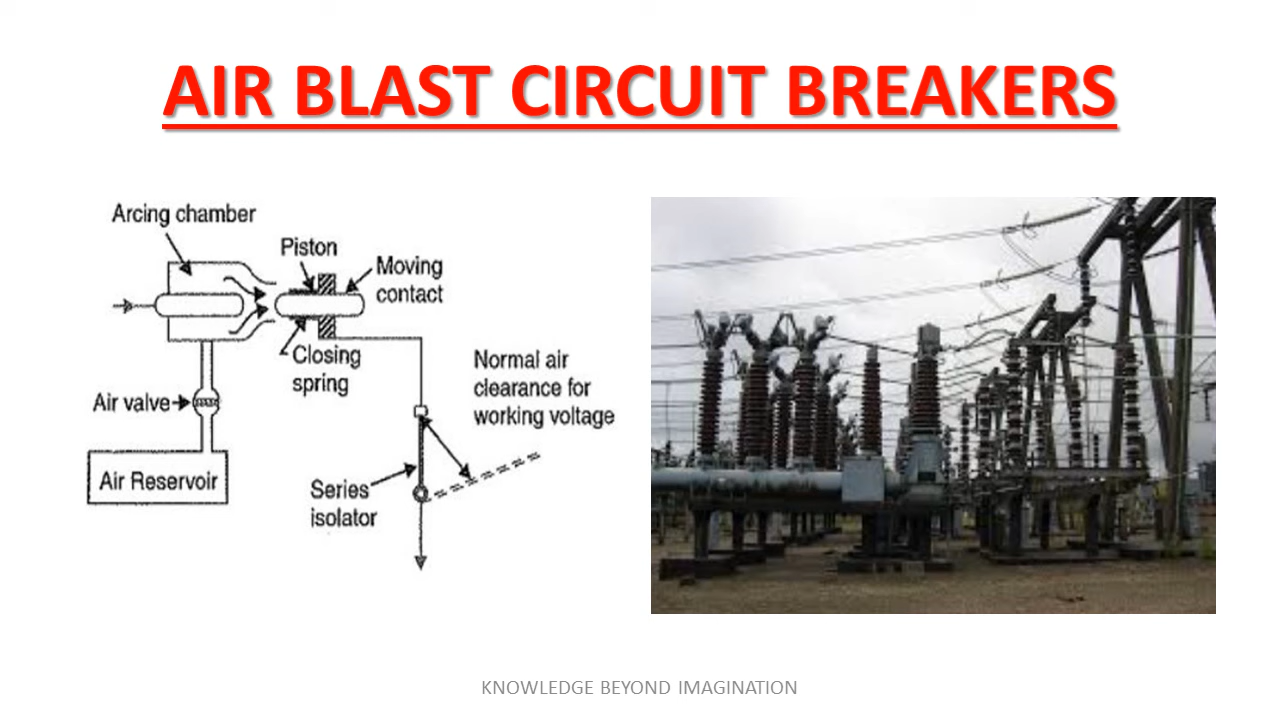 AIR BLAST CIRCUIT BREAKERS
Arcing chamber
Piston
Moving
contact
Closing
spring
Normal air
clearance for
working voltage
Air valve
Air Reservoir
Series
isolator
KNOWLEDGE BEYOND IMAGINATION